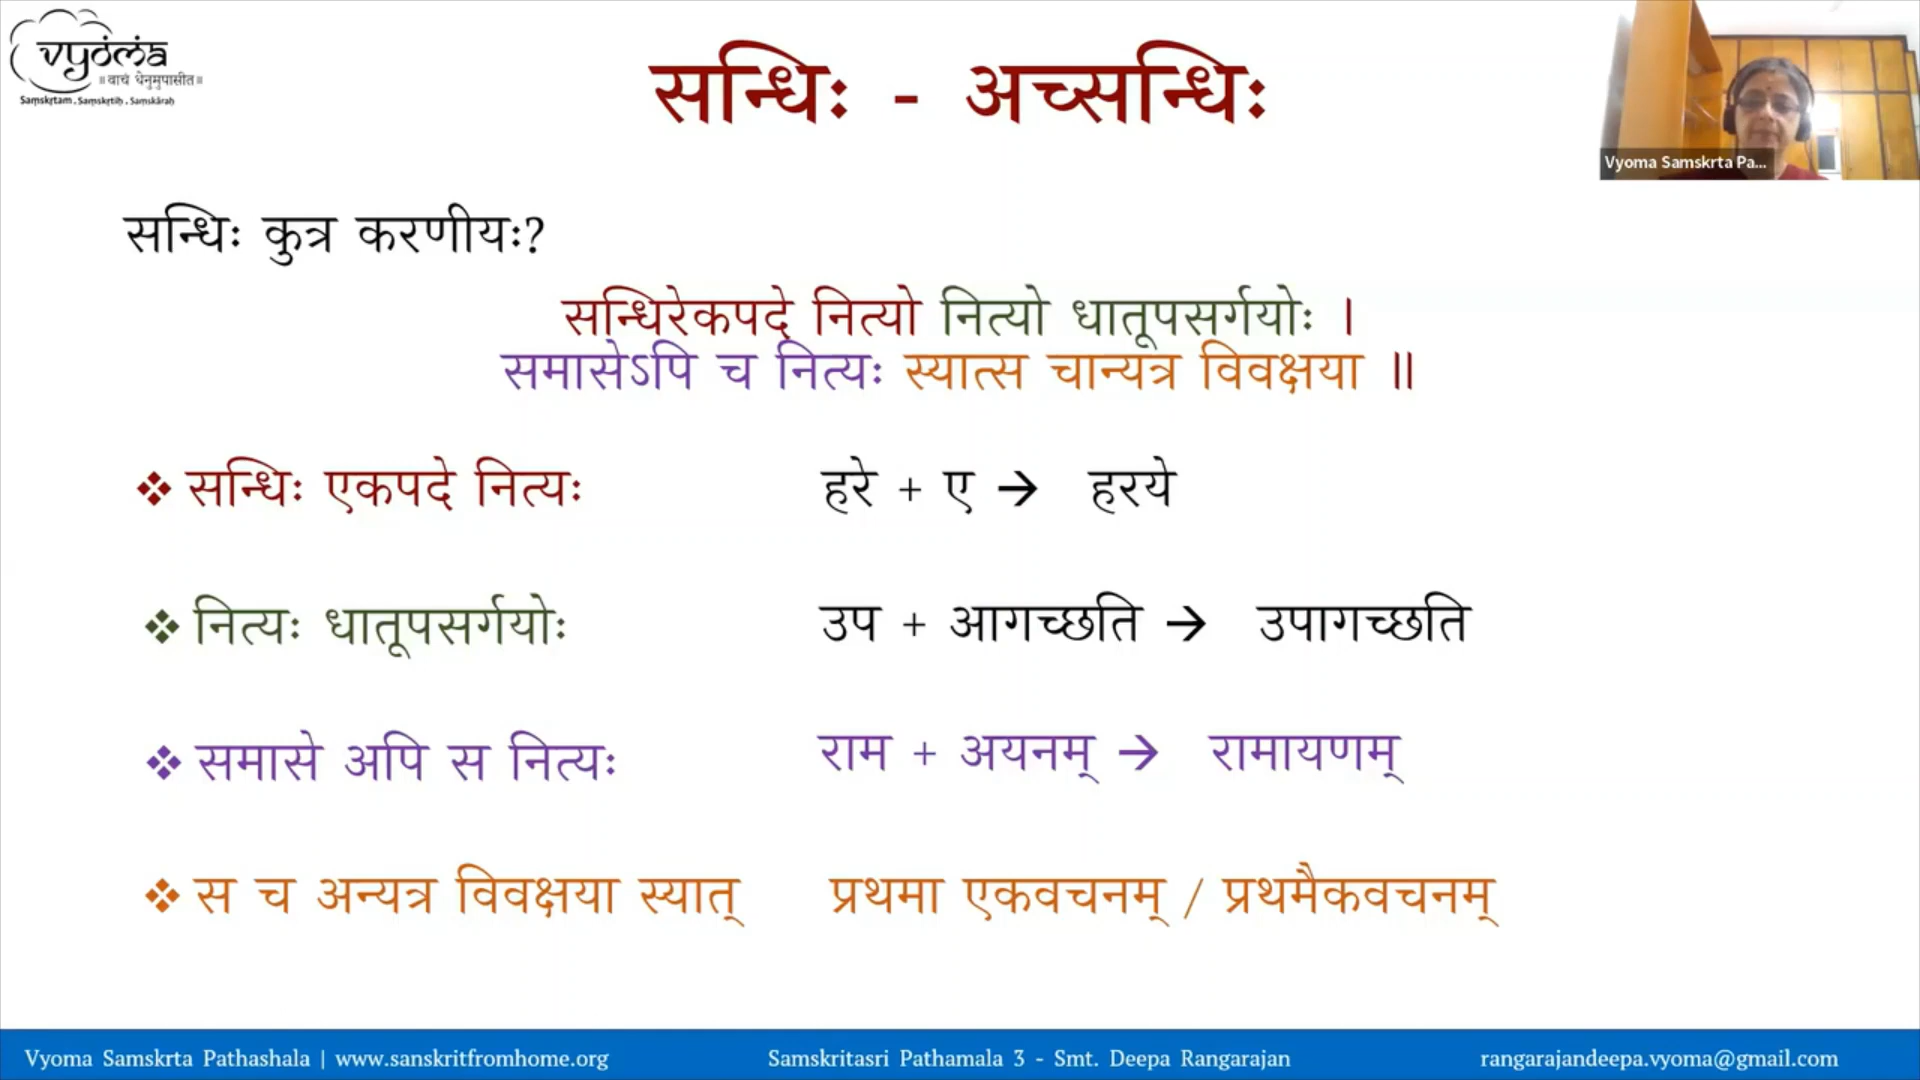 vyoma
॥वाचं धेनुमुपासीत॥
Saṃskṛtam . Saṃskṛtiḥ . Saṃskāraḥ
सन्धिः - अच्सन्धिः
Vyoma Samskrta Pa...
सन्धिः कुत्र करणीयः?
सन्धिरेकपदे नित्यो नित्यो धातूपसर्गयोः ।
समासेऽपि च नित्यः स्यात्स चान्यत्र विवक्षया ॥
❖ सन्धिः एकपदे नित्यः हरे + ए → हरये
❖ नित्यः धातूपसर्गयोः उप + आगच्छति → उपागच्छति
❖ समासे अपि स नित्यः राम + अयनम् → रामायणम्
❖ स च अन्यत्र विवक्षया स्यात् प्रथमा एकवचनम् / प्रथमैकवचनम्
Vyoma Samskrta Pathashala | www.sanskritfromhome.org Samskritasri Pathamala 3 - Smt. Deepa Rangarajan rangarajandeepa.vyoma@gmail.com